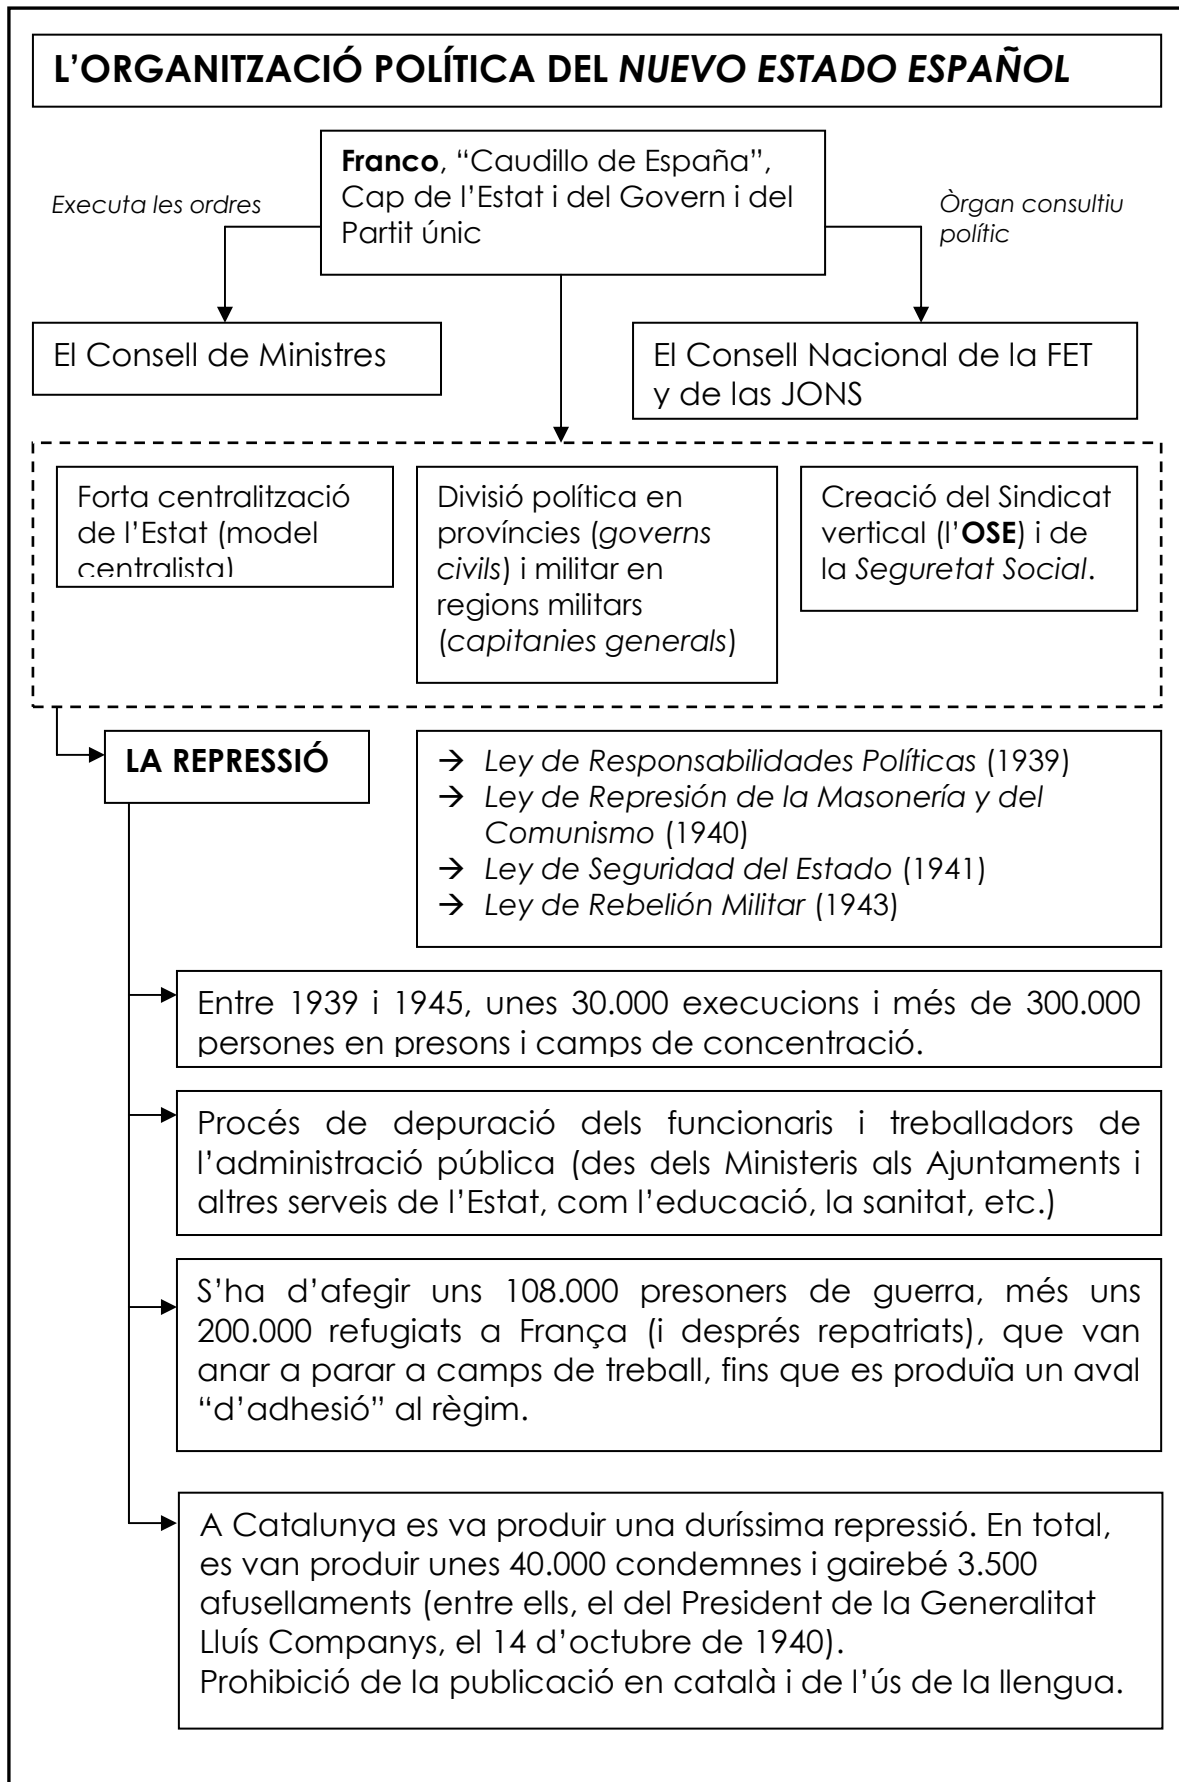 L'ORGANITZACIÓ POLÍTICA DEL NUEVO ESTADO ESPAÑOL
Franco, “Caudillo de España”,
Cap de l'Estat i del Govern i del
Partit únic
Executa les ordres
Òrgan consultiu
polític
El Consell de Ministres
El Consell Nacional de la FET
y de las JONS
Forta centralització
de l'Estat (model
centralista)
Divisió política en
províncies (governs
civils) i militar en
regions militars
(capitanies generals)
Creació del Sindicat
vertical (l'OSE) i de
la Seguretat Social.
LA REPRESSIÓ
→ Ley de Responsabilidades Políticas (1939)
→ Ley de Represión de la Masonería y del
Comunismo (1940)
→ Ley de Seguridad del Estado (1941)
→ Ley de Rebelión Militar (1943)
Entre 1939 i 1945, unes 30.000 execucions i més de 300.000
persones en presons i camps de concentració.
Procés de depuració dels funcionaris i treballadors de
l'administració pública (des dels Ministeris als Ajuntaments i
altres serveis de l'Estat, com l'educació, la sanitat, etc.)
S'ha d'afegir uns 108.000 presoners de guerra, més uns
200.000 refugiats a França (i després repatriats), que van
anar a parar a camps de treball, fins que es produïa un aval
“d'adhesió” al règim.
A Catalunya es va produir una duríssima repressió. En total,
es van produir unes 40.000 condemnes i gairebé 3.500
afusellaments (entre ells, el del President de la Generalitat
Lluís Companys, el 14 d'octubre de 1940).
Prohibició de la publicació en català i de l'ús de la llengua.